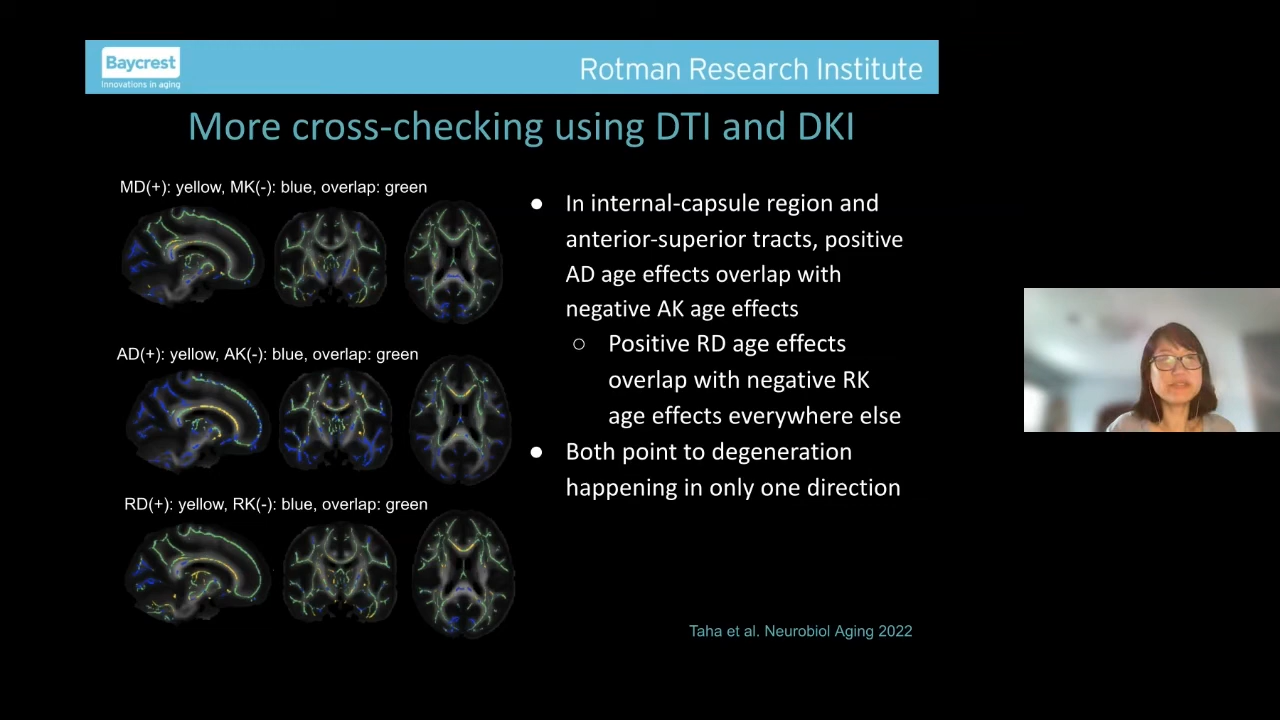 Baycrest
Innovations in aging
Rotman Research Institute
More cross-checking using DTI and DKI
MD(+): yellow, MK(-): blue, overlap: green
AD(+): yellow, AK(-): blue, overlap: green
RD(+): yellow, RK(-): blue, overlap: green
● In internal-capsule region and
anterior-superior tracts, positive
AD age effects overlap with
negative AK age effects
○ Positive RD age effects
overlap with negative RK
age effects everywhere else
● Both point to degeneration
happening in only one direction
Taha et al. Neurobiol Aging 2022